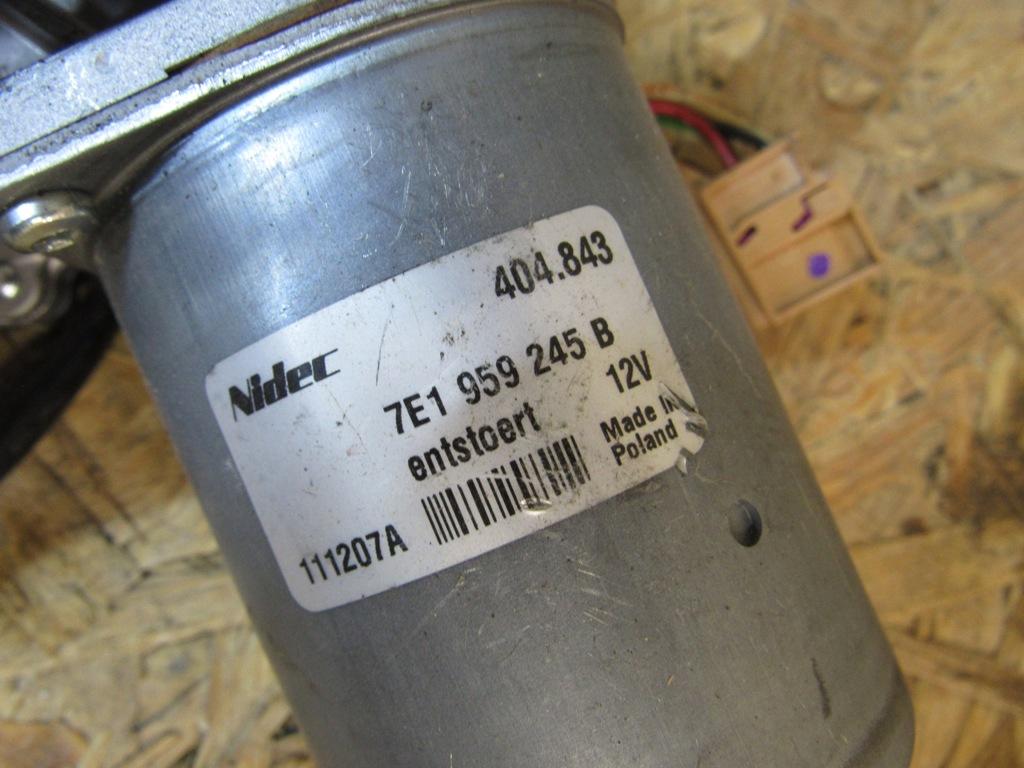 404.843
Nidec
7E1 959 245 B
entstoert 12V
Made In
Poland
111207A